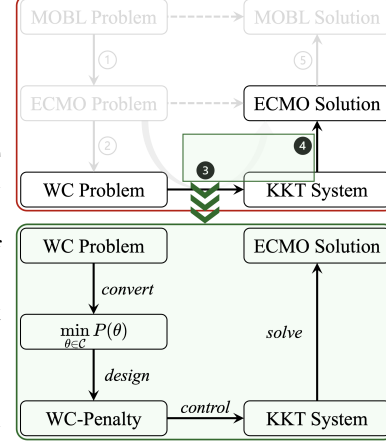 MOBL Problem MOBL Solution
① ⑤
ECMO Problem ECMO Solution
② ❹
❸
WC Problem KKT System
WC Problem ECMO Solution
convert
min P(θ)
θ∈𝒞
solve
design
control
WC-Penalty KKT System